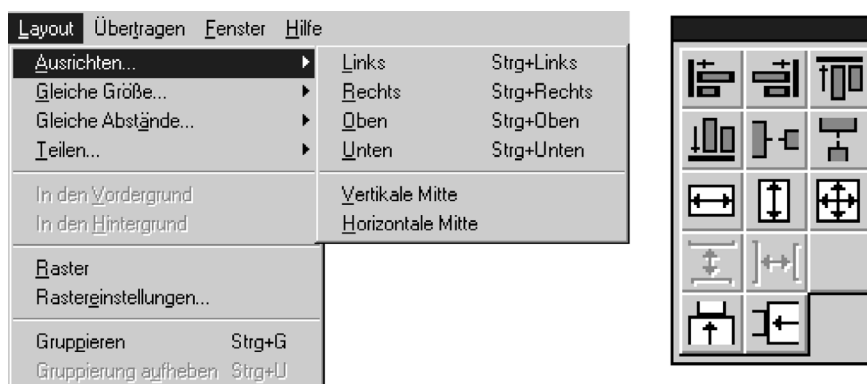 Layout Übertragen Fenster Hilfe
Ausrichten...
Gleiche Größe...
Gleiche Abstände...
Teilen...
In den Vordergrund
In den Hintergrund
Raster
Rastereinstellungen...
Gruppieren Strg+G
Gruppierung aufheben Strg+U
Links Strg+Links
Rechts Strg+Rechts
Oben Strg+Oben
Unten Strg+Unten
Vertikale Mitte
Horizontale Mitte